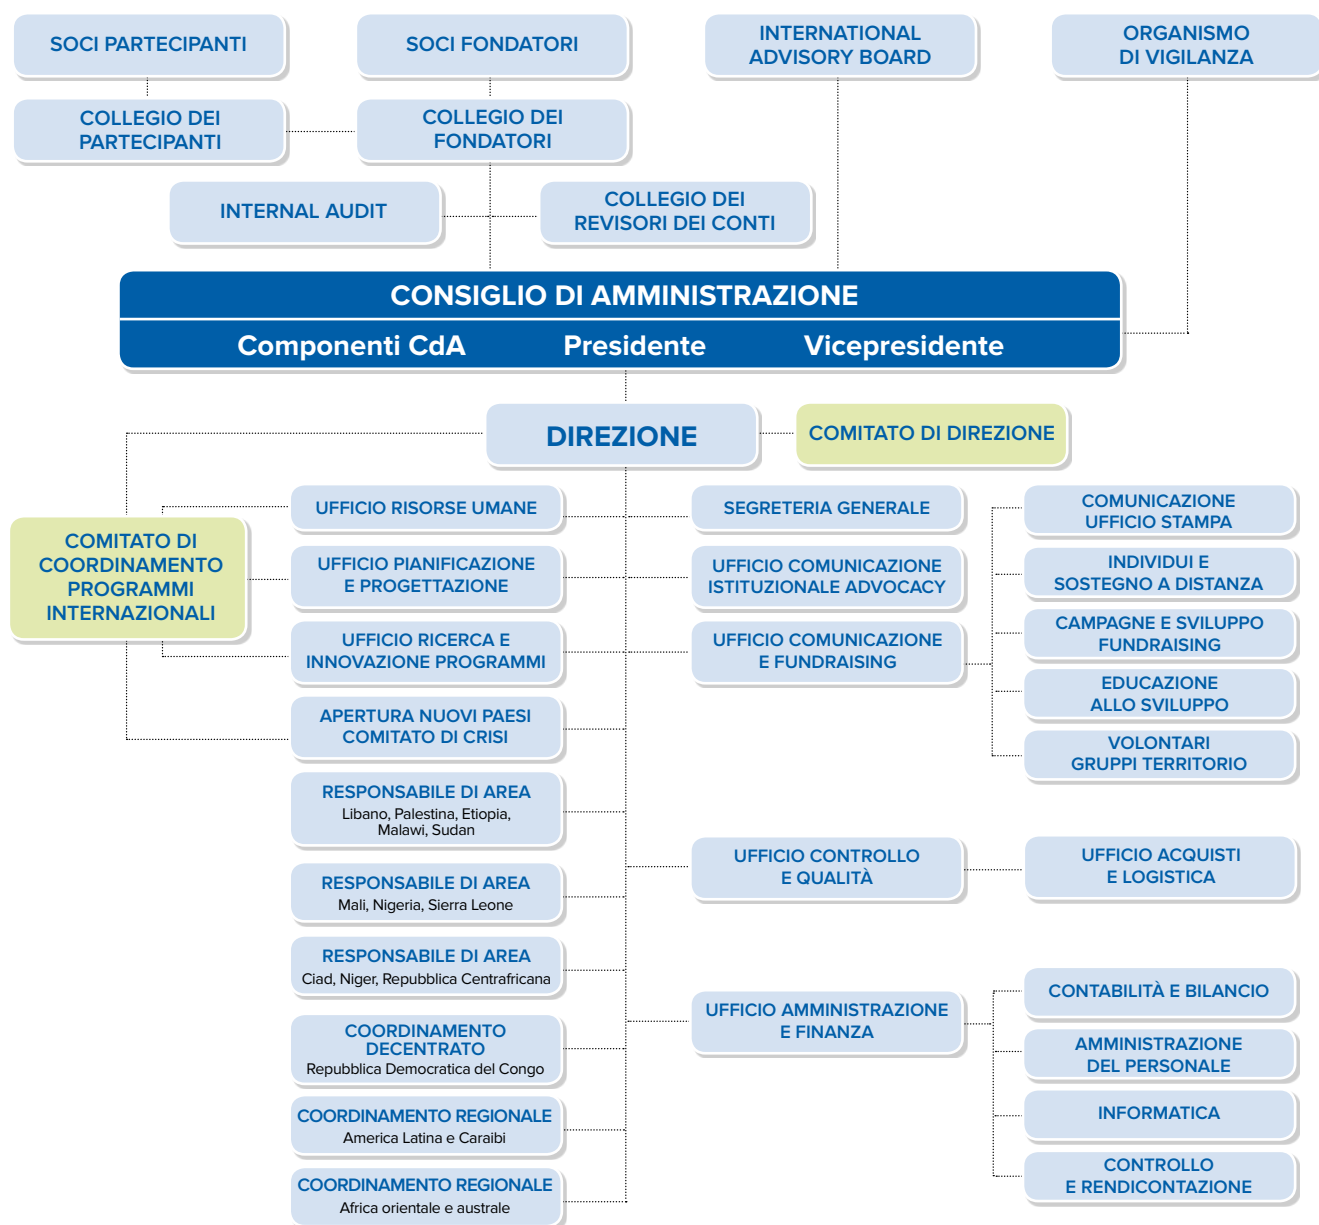 SOCI PARTECIPANTI
SOCI FONDATORI
INTERNATIONAL
ADVISORY BOARD
ORGANISMO
DI VIGILANZA
COLLEGIO DEI
PARTECIPANTI
COLLEGIO DEI
FONDATORI
INTERNAL AUDIT
COLLEGIO DEI
REVISORI DEI CONTI
CONSIGLIO DI AMMINISTRAZIONE
Componenti CdA Presidente Vicepresidente
DIREZIONE
COMITATO DI DIREZIONE
COMITATO DI
COORDINAMENTO
PROGRAMMI
INTERNAZIONALI
UFFICIO RISORSE UMANE
UFFICIO PIANIFICAZIONE
E PROGETTAZIONE
UFFICIO RICERCA E
INNOVAZIONE PROGRAMMI
APERTURA NUOVI PAESI
COMITATO DI CRISI
RESPONSABILE DI AREA
Libano, Palestina, Etiopia,
Malawi, Sudan
RESPONSABILE DI AREA
Mali, Nigeria, Sierra Leone
RESPONSABILE DI AREA
Ciad, Niger, Repubblica Centrafricana
COORDINAMENTO
DECENTRATO
Repubblica Democratica del Congo
COORDINAMENTO REGIONALE
America Latina e Caraibi
COORDINAMENTO REGIONALE
Africa orientale e australe
SEGRETERIA GENERALE
UFFICIO COMUNICAZIONE
ISTITUZIONALE ADVOCACY
UFFICIO COMUNICAZIONE
E FUNDRAISING
COMUNICAZIONE
UFFICIO STAMPA
INDIVIDUI E
SOSTEGNO A DISTANZA
CAMPAGNE E SVILUPPO
FUNDRAISING
EDUCAZIONE
ALLO SVILUPPO
VOLONTARI
GRUPPI TERRITORIO
UFFICIO CONTROLLO
E QUALITÀ
UFFICIO ACQUISTI
E LOGISTICA
UFFICIO AMMINISTRAZIONE
E FINANZA
CONTABILITÀ E BILANCIO
AMMINISTRAZIONE
DEL PERSONALE
INFORMATICA
CONTROLLO
E RENDICONTAZIONE